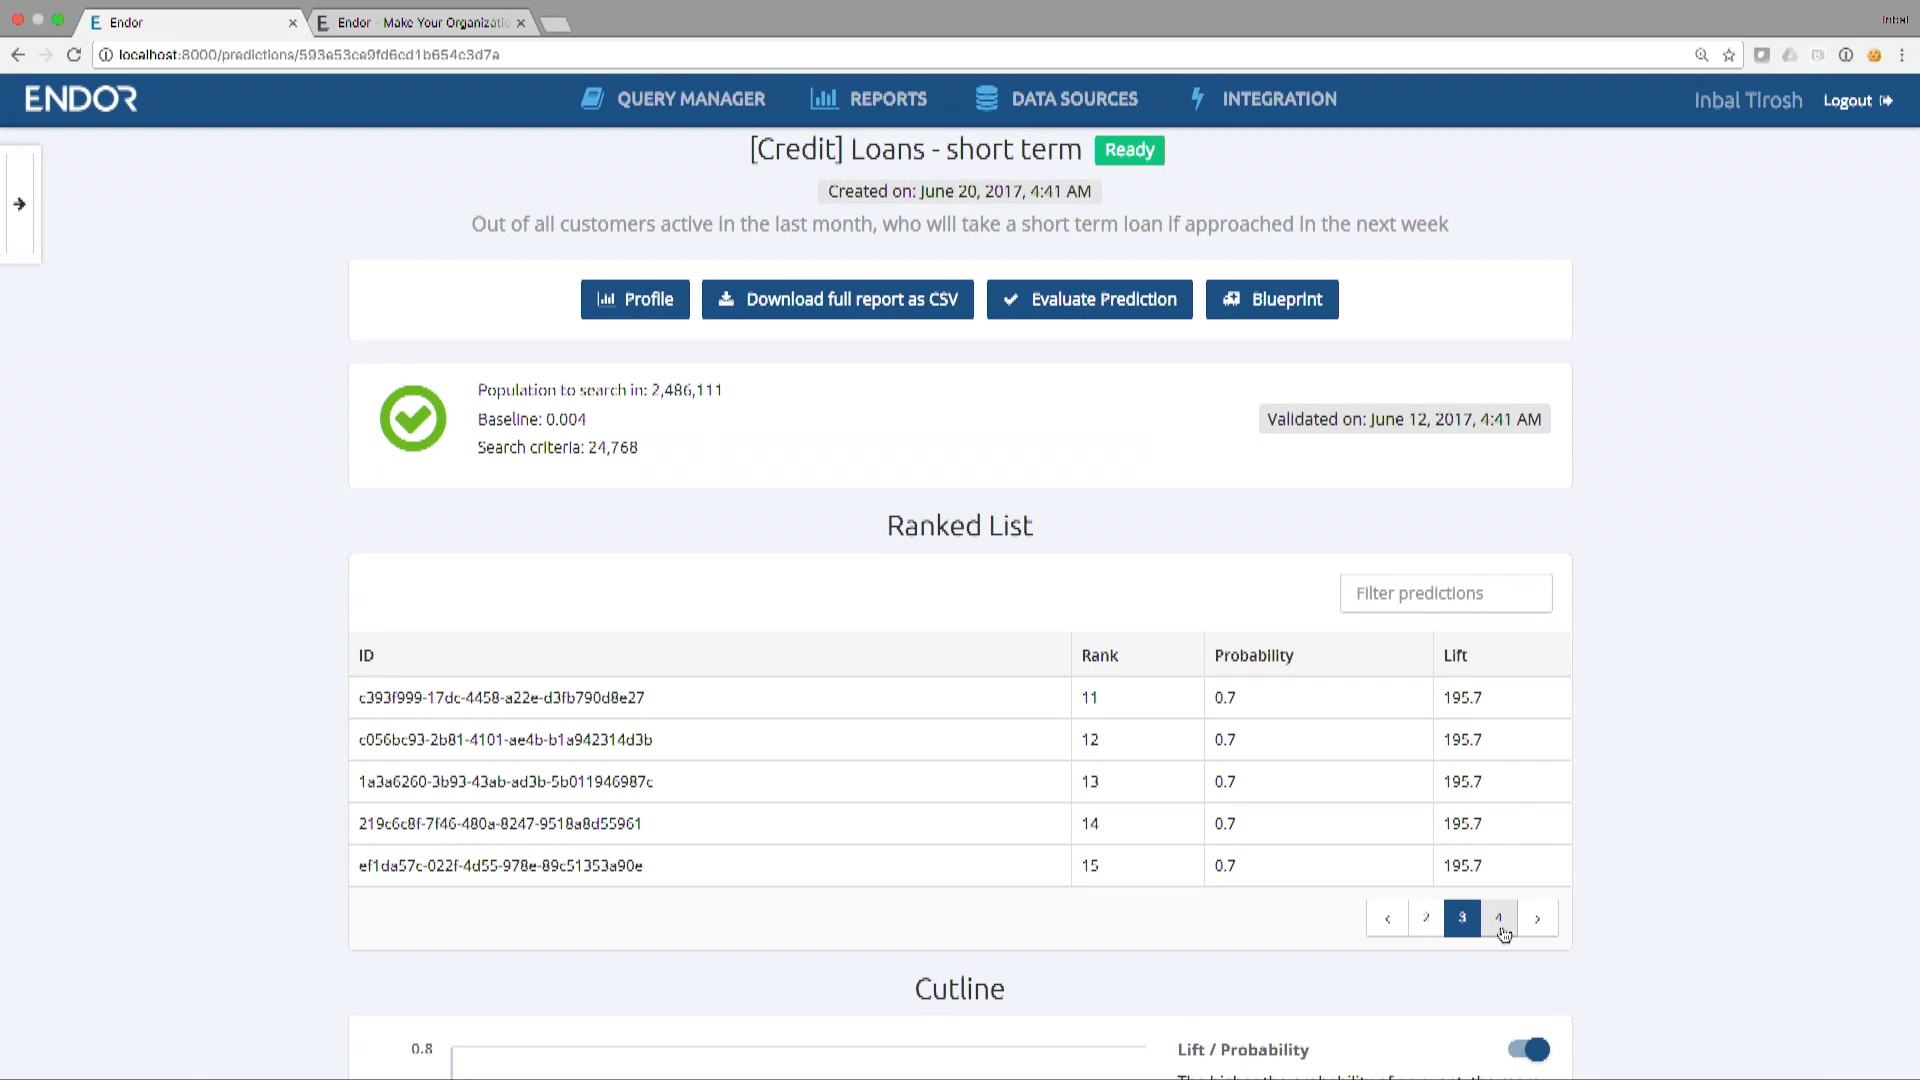 Endor
Endor - Make Your Organizatio
Inbal
localhost:8000/predictions/593e53ce9fd6cd1b654c3d7a
ENDOR
QUERY MANAGER
REPORTS
DATA SOURCES
INTEGRATION
Inbal Tirosh
Logout
[Credit] Loans - short term
Ready
Created on: June 20, 2017, 4:41 AM
Out of all customers active in the last month, who will take a short term loan if approached in the next week
Profile
Download full report as CSV
Evaluate Prediction
Blueprint
Population to search in: 2,486,111
Baseline: 0.004
Search criteria: 24,768
Validated on: June 12, 2017, 4:41 AM
Ranked List
Filter predictions
ID Rank Probability Lift
c393f999-17dc-4458-a22e-d3fb790d8e27 11 0.7 195.7
c056bc93-2b81-4101-ae4b-b1a942314d3b 12 0.7 195.7
1a3a6260-3b93-43ab-ad3b-5b011946987c 13 0.7 195.7
219c6c8f-7f46-480a-8247-9518a8d55961 14 0.7 195.7
ef1da57c-022f-4d55-978e-89c51353a90e 15 0.7 195.7
‹ 2 3 4 ›
Cutline
0.8
Lift / Probability